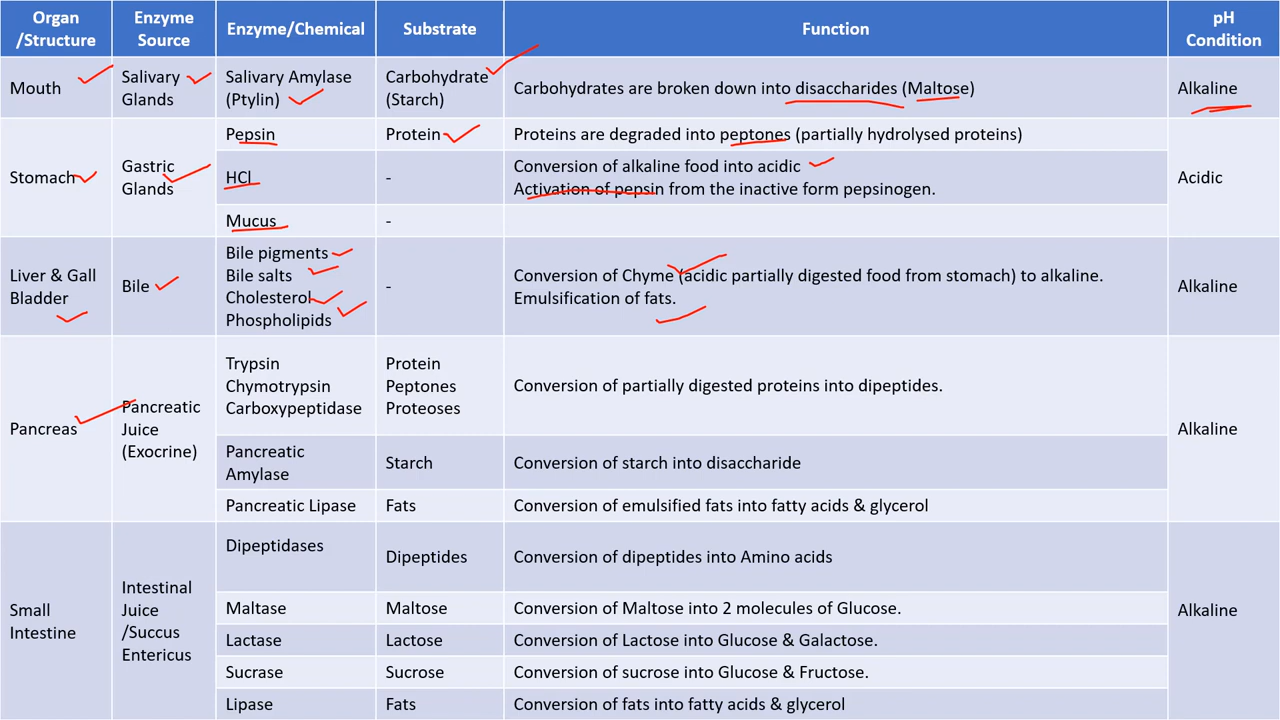 Organ
/Structure
Enzyme
Source
Enzyme/Chemical
Substrate
Function
pH
Condition
Mouth
Salivary
Glands
Salivary Amylase
(Ptylin)
Carbohydrate
(Starch)
Carbohydrates are broken down into disaccharides (Maltose)
Alkaline
Stomach
Gastric
Glands
Pepsin
Protein
Proteins are degraded into peptones (partially hydrolysed proteins)
Acidic
HCl
-
Conversion of alkaline food into acidic
Activation of pepsin from the inactive form pepsinogen.
Mucus
-
Liver & Gall
Bladder
Bile
Bile pigments
Bile salts
Cholesterol
Phospholipids
-
Conversion of Chyme (acidic partially digested food from stomach) to alkaline.
Emulsification of fats.
Alkaline
Pancreas
Pancreatic
Juice
(Exocrine)
Trypsin
Chymotrypsin
Carboxypeptidase
Protein
Peptones
Proteoses
Conversion of partially digested proteins into dipeptides.
Alkaline
Pancreatic
Amylase
Starch
Conversion of starch into disaccharide
Pancreatic Lipase
Fats
Conversion of emulsified fats into fatty acids & glycerol
Small
Intestine
Intestinal
Juice
/Succus
Entericus
Dipeptidases
Dipeptides
Conversion of dipeptides into Amino acids
Alkaline
Maltase
Maltose
Conversion of Maltose into 2 molecules of Glucose.
Lactase
Lactose
Conversion of Lactose into Glucose & Galactose.
Sucrase
Sucrose
Conversion of sucrose into Glucose & Fructose.
Lipase
Fats
Conversion of fats into fatty acids & glycerol